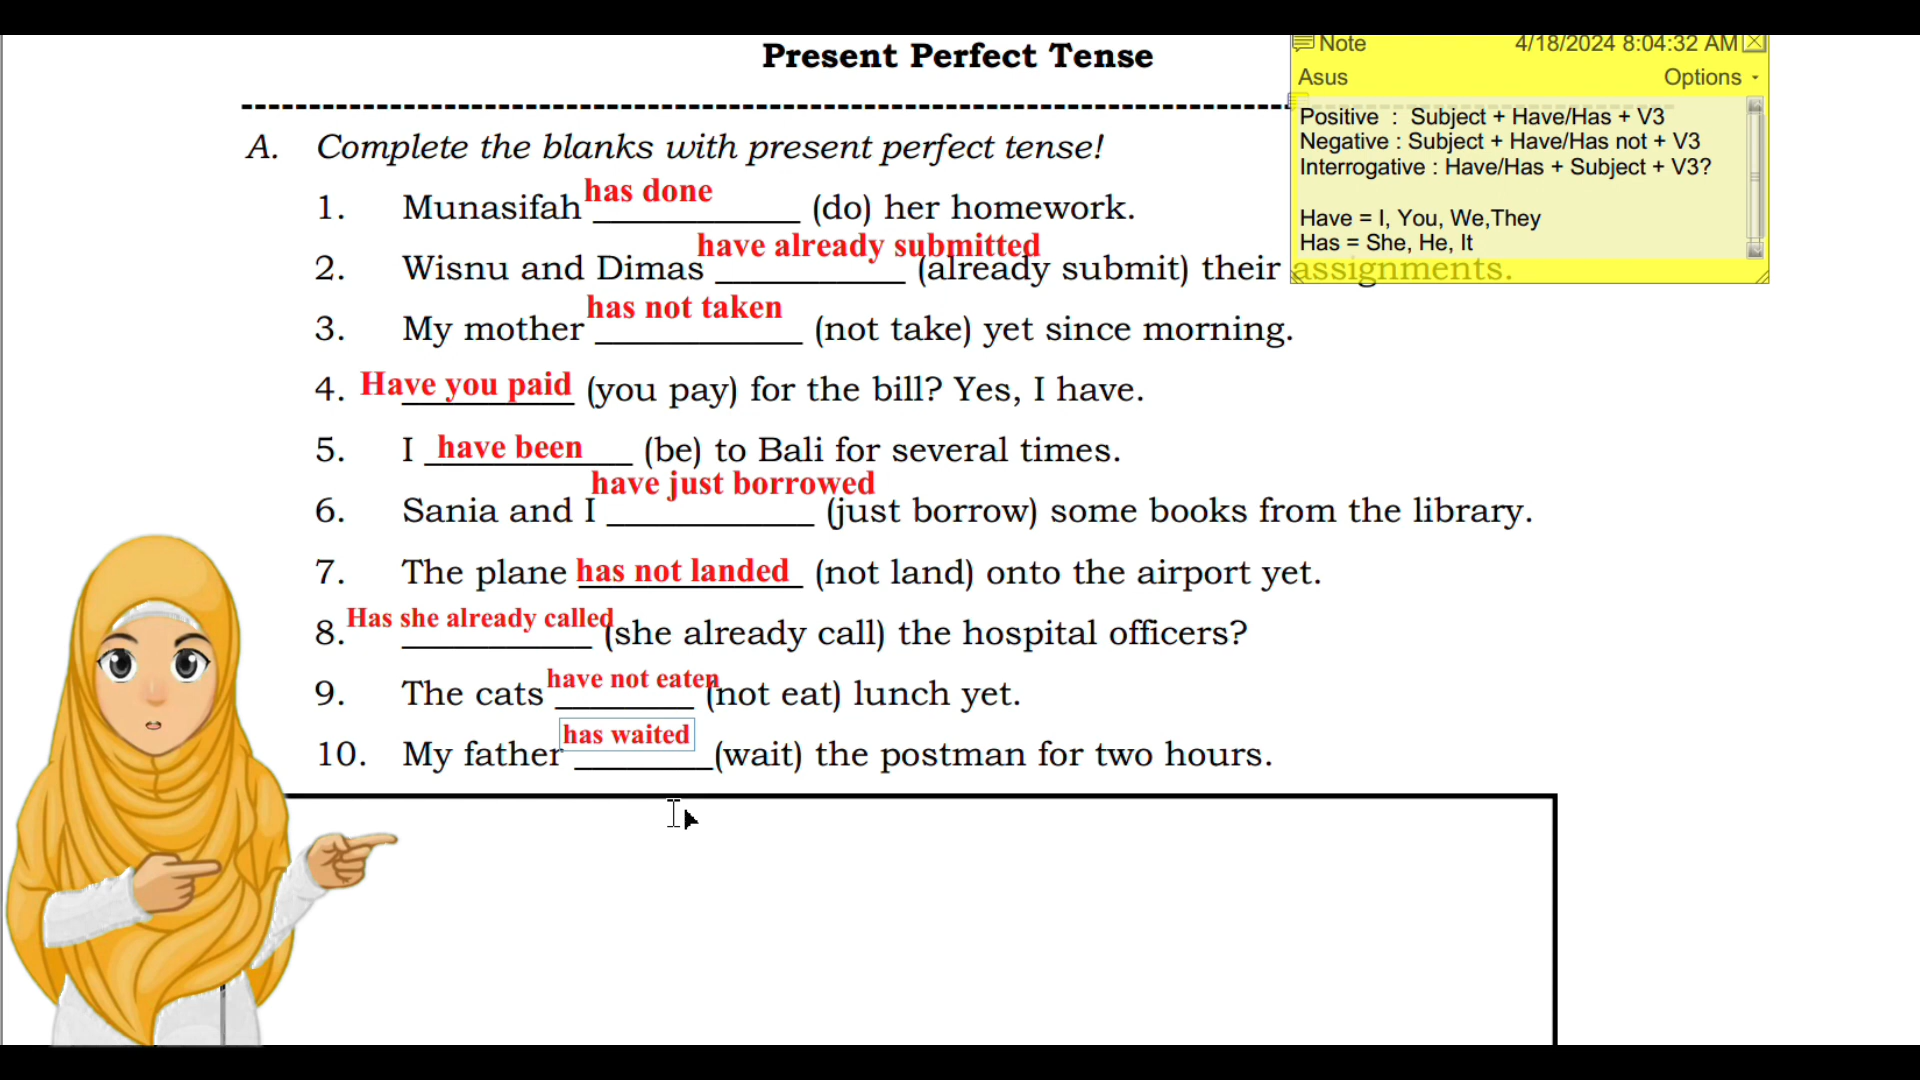 Present Perfect Tense
Note 4/18/2024 8:04:32 AM
Asus Options
Positive : Subject + Have/Has + V3
Negative : Subject + Have/Has not + V3
Interrogative : Have/Has + Subject + V3?
Have = I, You, We,They
Has = She, He, It
A. Complete the blanks with present perfect tense!
has done
1. Munasifah ____________ (do) her homework.
have already submitted
2. Wisnu and Dimas ___________ (already submit) their assignments.
has not taken
3. My mother ____________ (not take) yet since morning.
4. Have you paid (you pay) for the bill? Yes, I have.
5. I have been (be) to Bali for several times.
have just borrowed
6. Sania and I ____________ (just borrow) some books from the library.
7. The plane has not landed (not land) onto the airport yet.
Has she already called
8. ___________ (she already call) the hospital officers?
have not eaten
9. The cats ________ (not eat) lunch yet.
has waited
10. My father ________(wait) the postman for two hours.